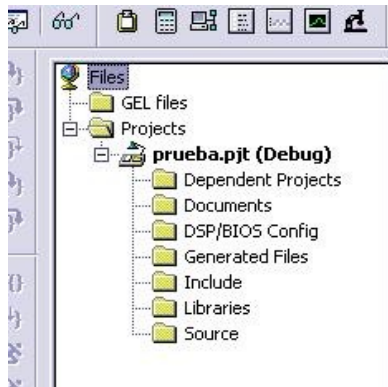 Files
GEL files
Projects
prueba.pjt (Debug)
Dependent Projects
Documents
DSP/BIOS Config
Generated Files
Include
Libraries
Source